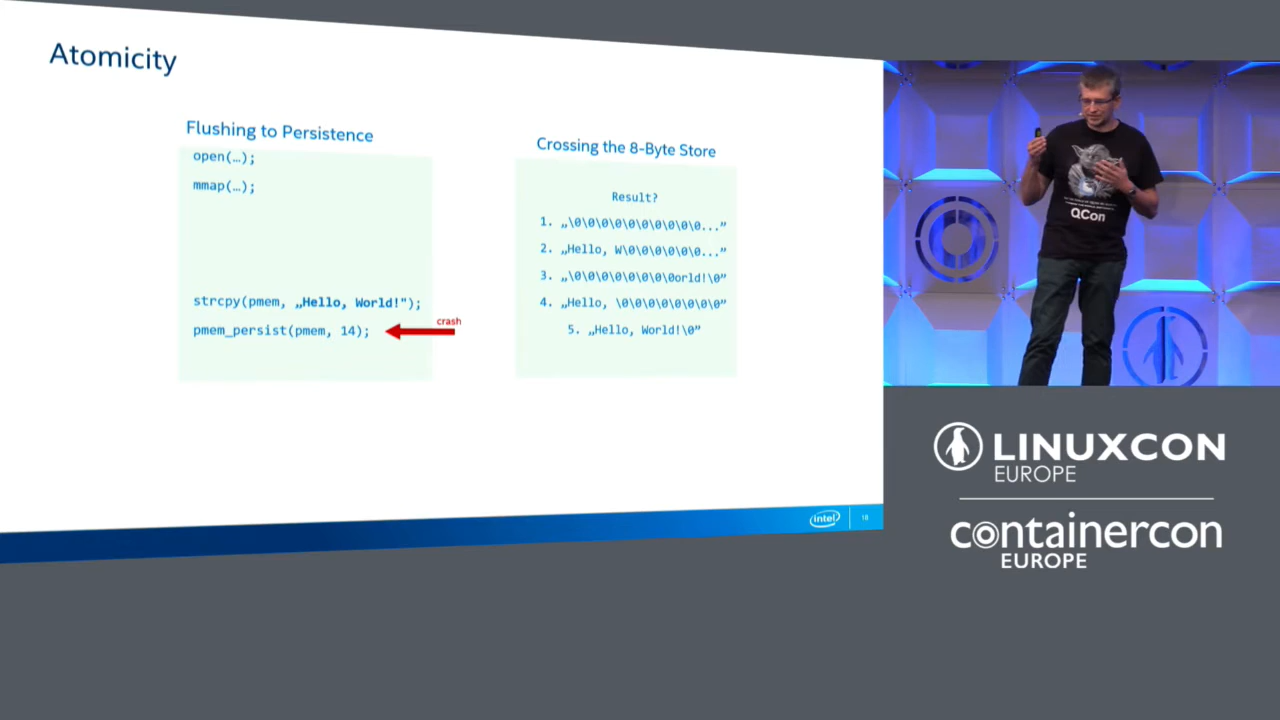 Atomicity
Flushing to Persistence
open(…);
mmap(…);
strcpy(pmem, „Hello, World!");
pmem_persist(pmem, 14);
crash
Crossing the 8-Byte Store
Result?
1. „\0\0\0\0\0\0\0\0\0\0...”
2. „Hello, W\0\0\0\0\0\0...”
3. „\0\0\0\0\0\0\0\0orld!\0”
4. „Hello, \0\0\0\0\0\0\0\0”
5. „Hello, World!\0”
intel
18
QCon
LINUXCON
EUROPE
containercon
EUROPE